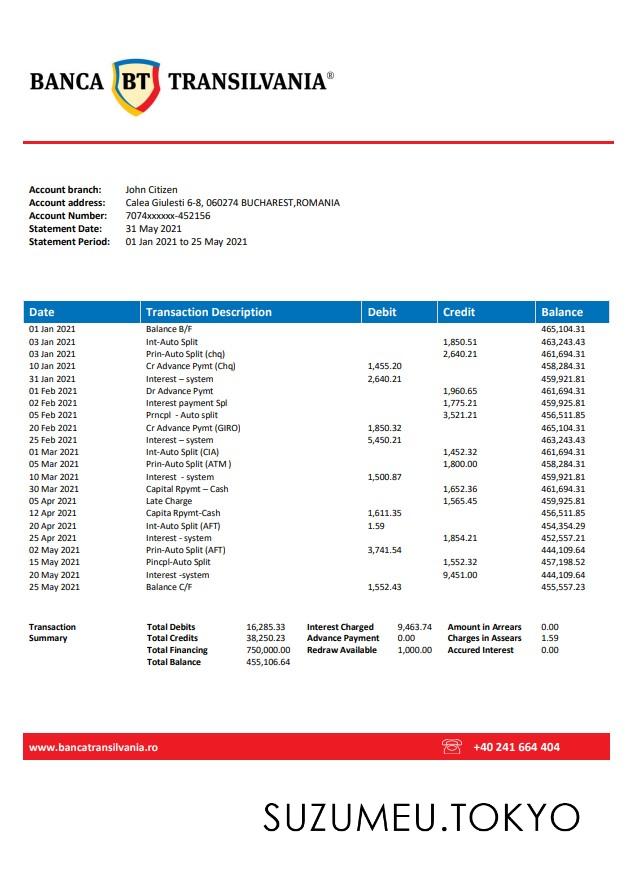 BANCA BT TRANSILVANIA®
Account branch: John Citizen
Account address: Calea Giulesti 6-8, 060274 BUCHAREST,ROMANIA
Account Number: 7074xxxxxx-452156
Statement Date: 31 May 2021
Statement Period: 01 Jan 2021 to 25 May 2021
Date Transaction Description Debit Credit Balance
01 Jan 2021 Balance B/F 465,104.31
03 Jan 2021 Int-Auto Split 1,850.51 463,243.43
03 Jan 2021 Prin-Auto Split (chq) 2,640.21 461,694.31
10 Jan 2021 Cr Advance Pymt (Chq) 1,455.20 458,284.31
31 Jan 2021 Interest – system 2,640.21 459,921.81
01 Feb 2021 Dr Advance Pymt 1,960.65 461,694.31
02 Feb 2021 Interest payment Spl 1,775.21 459,925.81
05 Feb 2021 Prncpl - Auto split 3,521.21 456,511.85
20 Feb 2021 Cr Advance Pymt (GIRO) 1,850.32 465,104.31
25 Feb 2021 Interest – system 5,450.21 463,243.43
01 Mar 2021 Int-Auto Split (CIA) 1,452.32 461,694.31
05 Mar 2021 Prin-Auto Split (ATM ) 1,800.00 458,284.31
10 Mar 2021 Interest - system 1,500.87 459,921.81
30 Mar 2021 Capital Rpymt – Cash 1,652.36 461,694.31
05 Apr 2021 Late Charge 1,565.45 459,925.81
12 Apr 2021 Capita Rpymt-Cash 1,611.35 456,511.85
20 Apr 2021 Int-Auto Split (AFT) 1.59 454,354.29
25 Apr 2021 Interest - system 1,854.21 452,557.21
02 May 2021 Prin-Auto Split (AFT) 3,741.54 444,109.64
15 May 2021 Pincpl-Auto Split 1,552.32 457,198.52
20 May 2021 Interest -system 9,451.00 444,109.64
25 May 2021 Balance C/F 1,552.43 455,557.23
Transaction Total Debits 16,285.33 Interest Charged 9,463.74 Amount in Arrears 0.00
Summary Total Credits 38,250.23 Advance Payment 0.00 Charges in Assears 1.59
Total Financing 750,000.00 Redraw Available 1,000.00 Accured Interest 0.00
Total Balance 455,106.64
www.bancatransilvania.ro +40 241 664 404
SUZUMEU.TOKYO